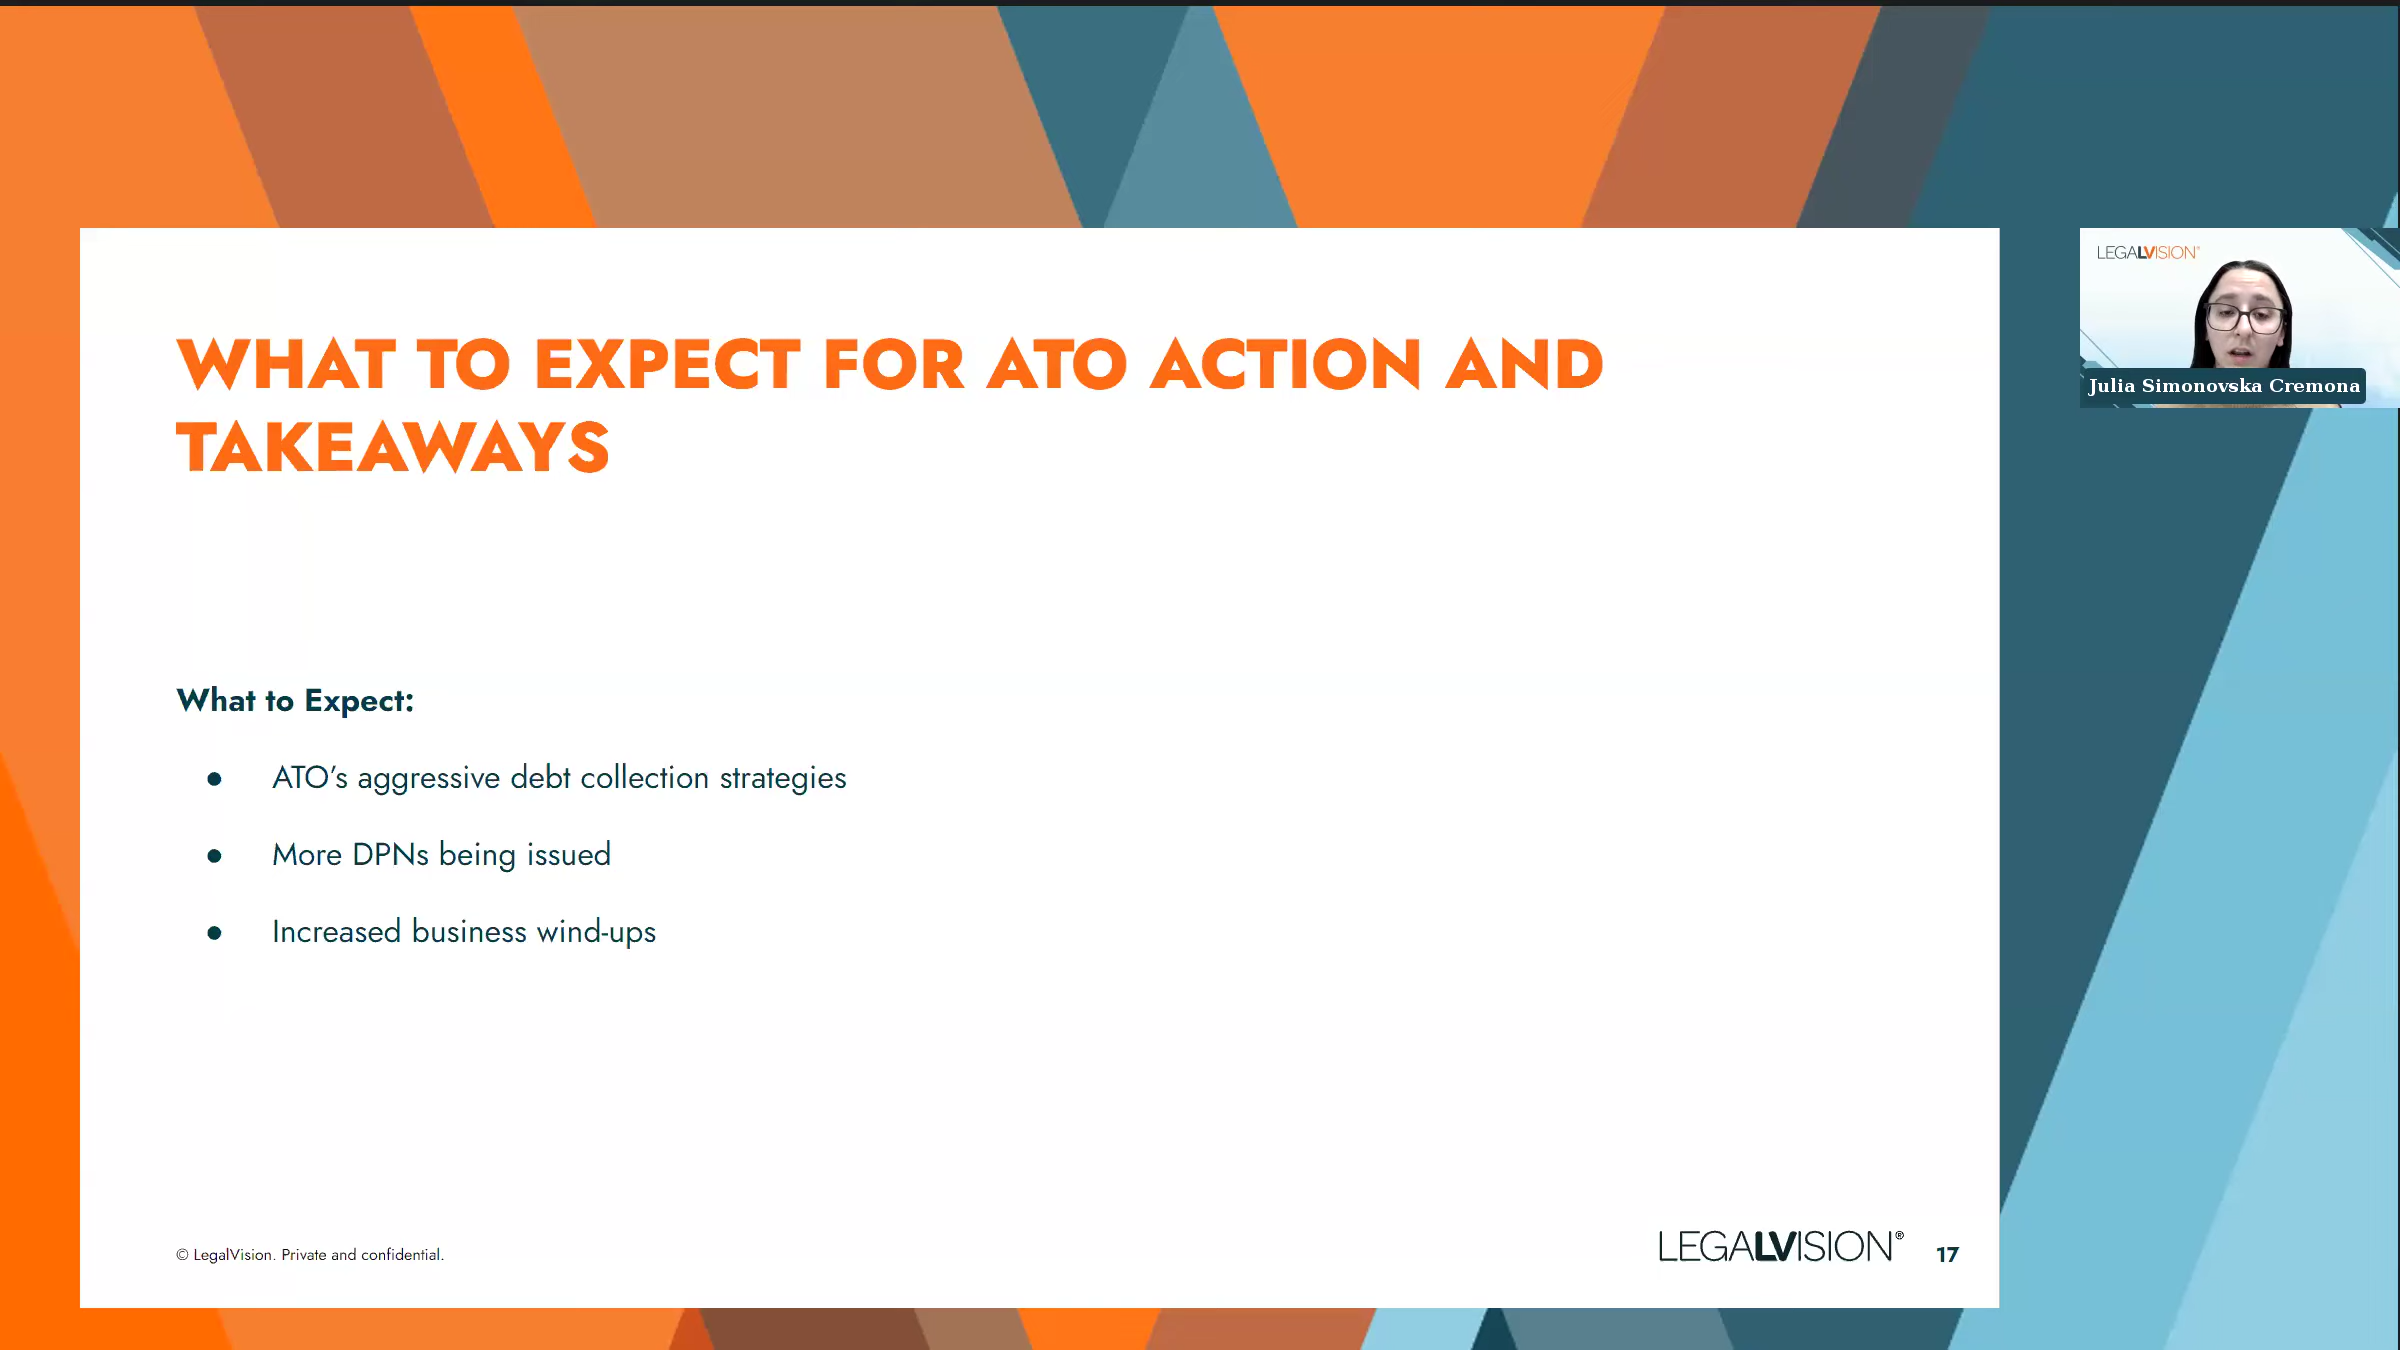 WHAT TO EXPECT FOR ATO ACTION AND
TAKEAWAYS
What to Expect:
● ATO’s aggressive debt collection strategies
● More DPNs being issued
● Increased business wind-ups
© LegalVision. Private and confidential.
LEGALVISION®
17
LEGALVISION®
Julia Simonovska Cremona